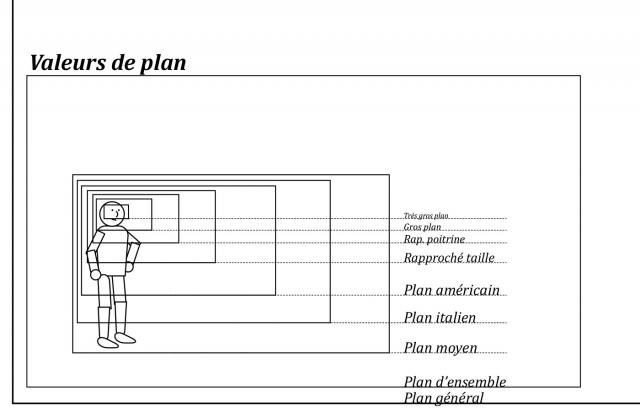 Valeurs de plan
Très gros plan
Gros plan
Rap. poitrine
Rapproché taille
Plan américain
Plan italien
Plan moyen
Plan d'ensemble
Plan général